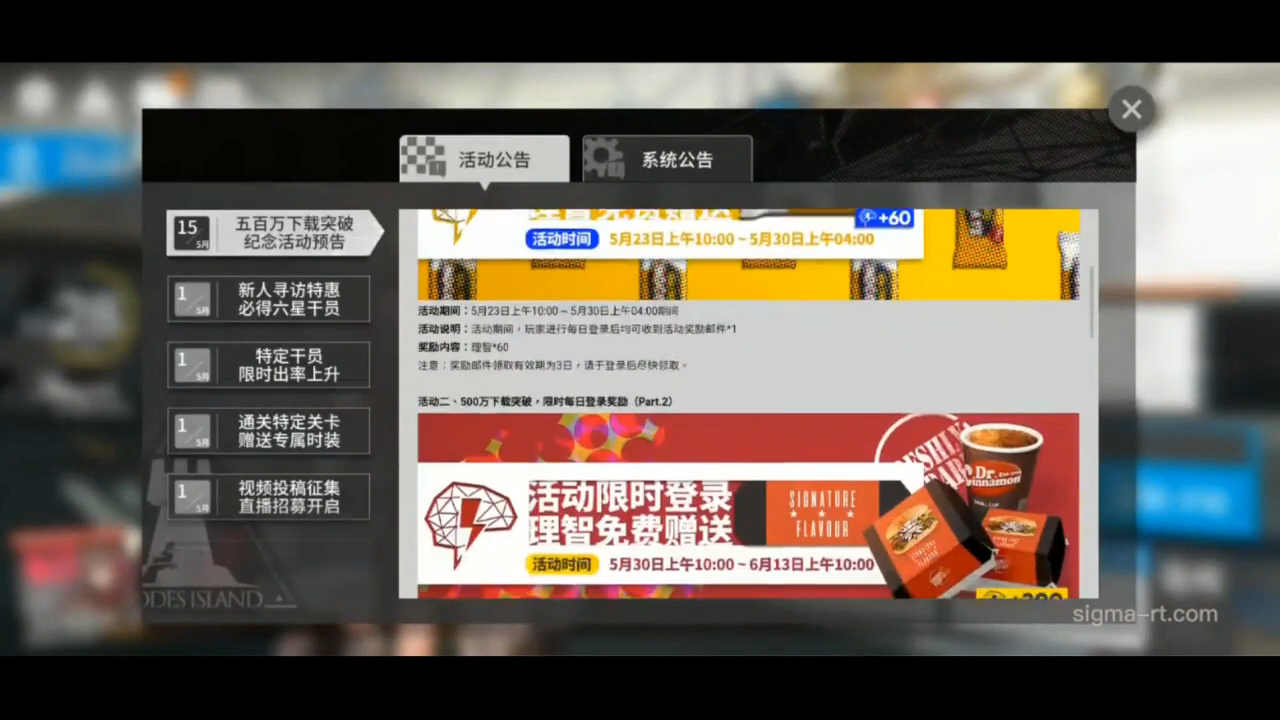 活动公告
系统公告
15
5月
五百万下载突破
纪念活动预告
1
5月
新人寻访特惠
必得六星干员
1
5月
特定干员
限时出率上升
1
5月
通关特定关卡
赠送专属时装
1
5月
视频投稿征集
直播招募开启
理智免费赠送
+60
活动时间 5月23日上午10:00 ~ 5月30日上午04:00
活动期间：5月23日上午10:00 ~ 5月30日上午04:00期间
活动说明：活动期间，玩家进行每日登录后均可收到活动奖励邮件*1
奖励内容：理智*60
注意：奖励邮件领取有效期为3日，请于登录后尽快领取。
活动二、500万下载突破，限时每日登录奖励（Part.2）
活动限时登录
理智免费赠送
SIGNATURE
FLAVOUR
Dr.
Cinnamon
活动时间 5月30日上午10:00 ~ 6月13日上午10:00
ODES ISLAND
sigma-rt.com